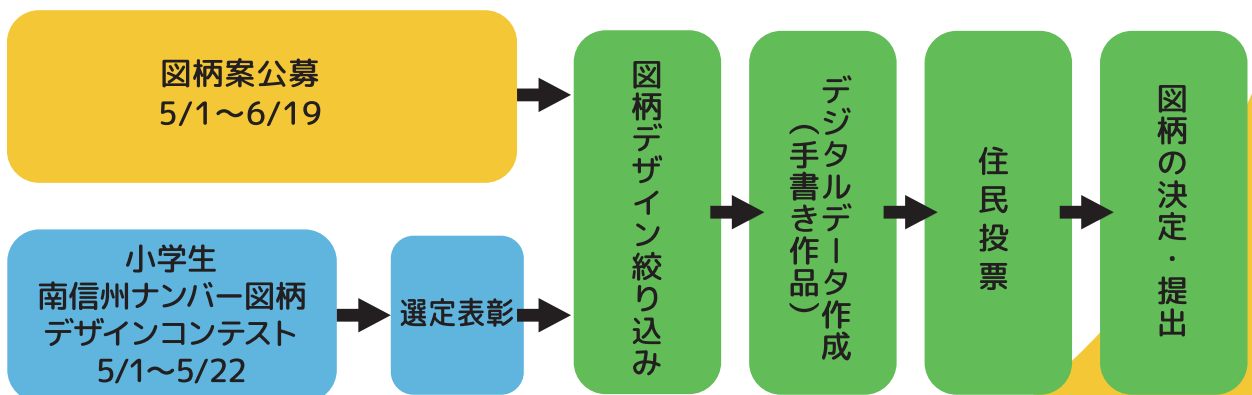 図柄案公募
5/1〜6/19
小学生
南信州ナンバー図柄
デザインコンテスト
5/1〜5/22
選定表彰
図柄デザイン絞り込み
デジタルデータ作成
（手書き作品）
住民投票
図柄の決定・提出